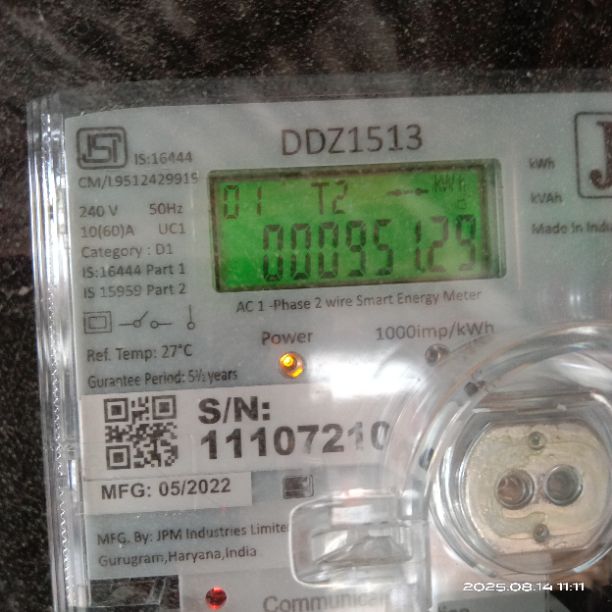 DDZ1513
IS:16444
CM/L9512429919
240 V 50Hz
10(60)A UC1
Category : D1
IS:16444 Part 1
IS 15959 Part 2
01 T2 kWh
00095129
kWh
kVAh
Made in Indi
AC 1 -Phase 2 wire Smart Energy Meter
Power 1000imp/kWh
Ref. Temp: 27°C
Gurantee Period: 5½ years
S/N:
11107210
MFG: 05/2022
MFG. By: JPM Industries Limite
Gurugram,Haryana,India
Communica
2025.08.14 11:11